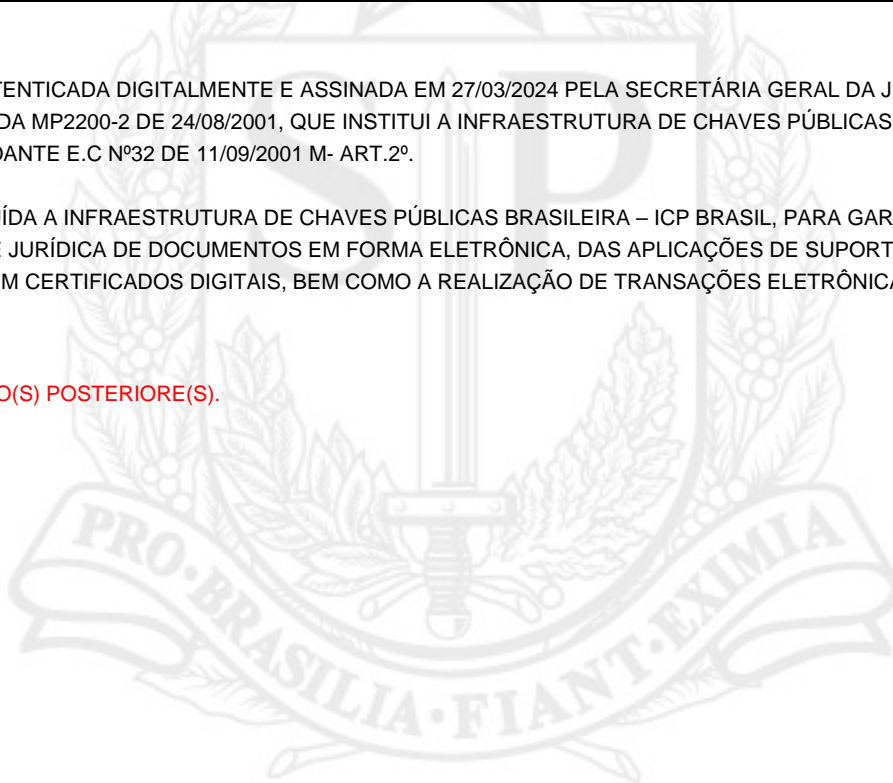 TENTICADA DIGITALMENTE E ASSINADA EM 27/03/2024 PELA SECRETÁRIA GERAL DA J
DA MP2200-2 DE 24/08/2001, QUE INSTITUI A INFRAESTRUTURA DE CHAVES PÚBLICAS
DANTE E.C Nº32 DE 11/09/2001 M- ART.2º.
ÍDA A INFRAESTRUTURA DE CHAVES PÚBLICAS BRASILEIRA – ICP BRASIL, PARA GAR
E JURÍDICA DE DOCUMENTOS EM FORMA ELETRÔNICA, DAS APLICAÇÕES DE SUPORT
M CERTIFICADOS DIGITAIS, BEM COMO A REALIZAÇÃO DE TRANSAÇÕES ELETRÔNICA
O(S) POSTERIORE(S).
SP
PRO·BRASILIA·FIANT·EXIMIA